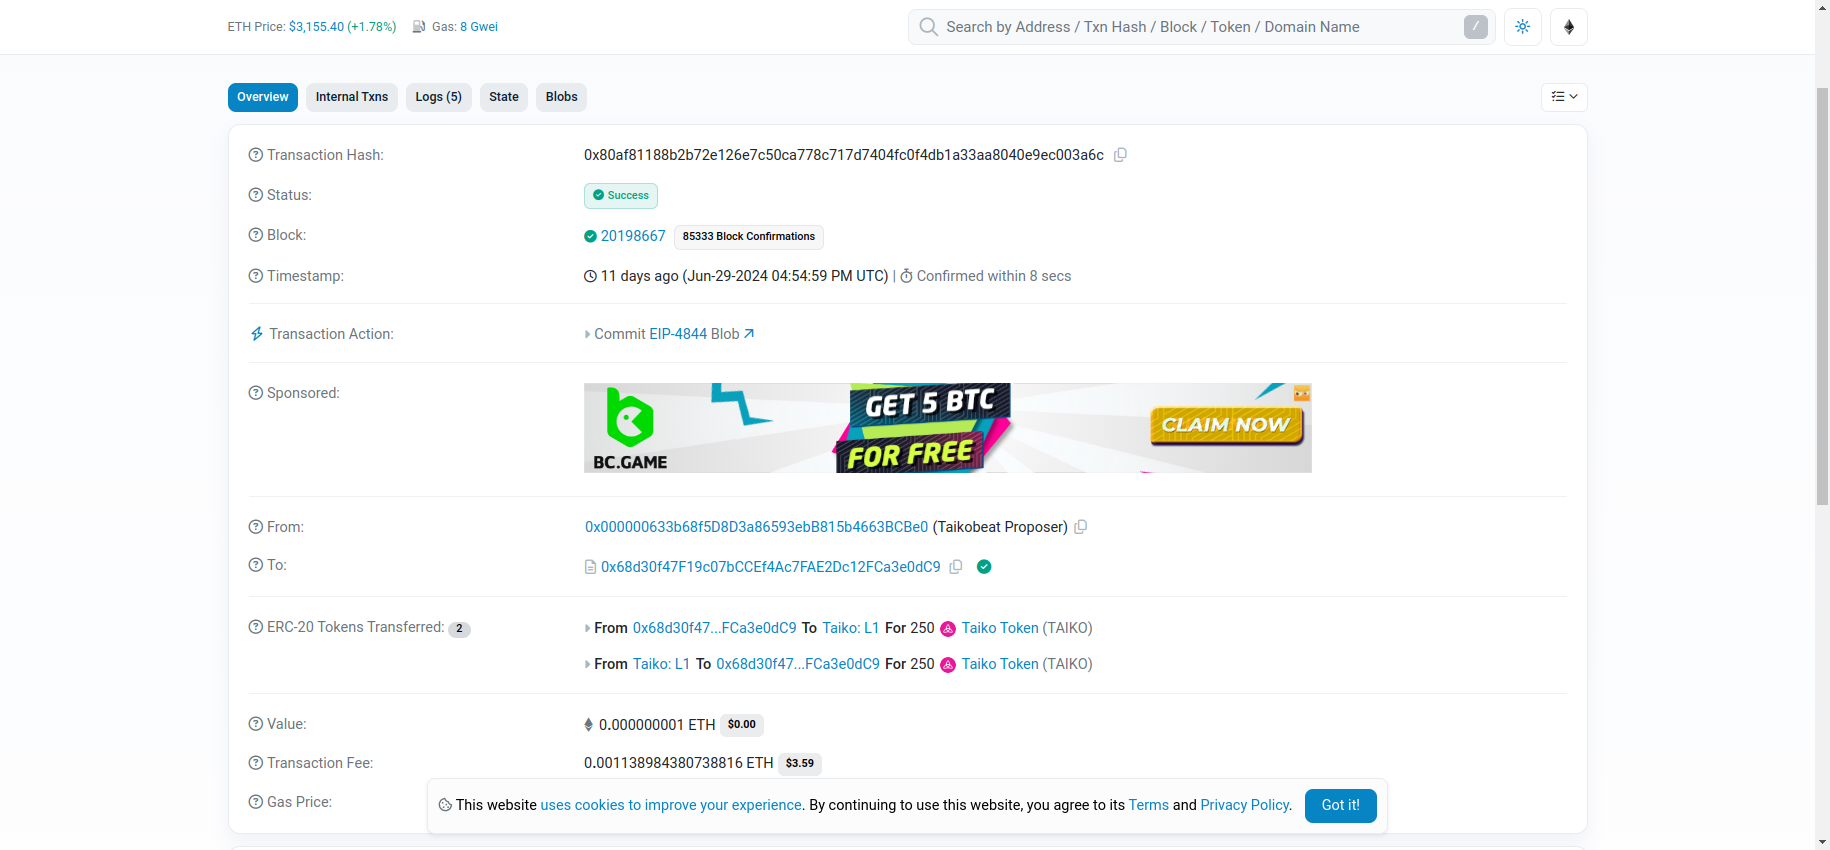 ETH Price: $3,155.40 (+1.78%) Gas: 8 Gwei
Search by Address / Txn Hash / Block / Token / Domain Name /
Overview Internal Txns Logs (5) State Blobs
Transaction Hash: 0x80af81188b2b72e126e7c50ca778c717d7404fc0f4db1a33aa8040e9ec003a6c
Status: Success
Block: 20198667 85333 Block Confirmations
Timestamp: 11 days ago (Jun-29-2024 04:54:59 PM UTC) | Confirmed within 8 secs
Transaction Action: Commit EIP-4844 Blob
Sponsored:
BC.GAME
GET 5 BTC
FOR FREE
CLAIM NOW
From: 0x000000633b68f5D8D3a86593ebB815b4663BCBe0 (Taikobeat Proposer)
To: 0x68d30f47F19c07bCCEf4Ac7FAE2Dc12FCa3e0dC9
ERC-20 Tokens Transferred: 2
From 0x68d30f47...FCa3e0dC9 To Taiko: L1 For 250 Taiko Token (TAIKO)
From Taiko: L1 To 0x68d30f47...FCa3e0dC9 For 250 Taiko Token (TAIKO)
Value: 0.000000001 ETH $0.00
Transaction Fee: 0.001138984380738816 ETH $3.59
Gas Price:
This website uses cookies to improve your experience. By continuing to use this website, you agree to its Terms and Privacy Policy. Got it!